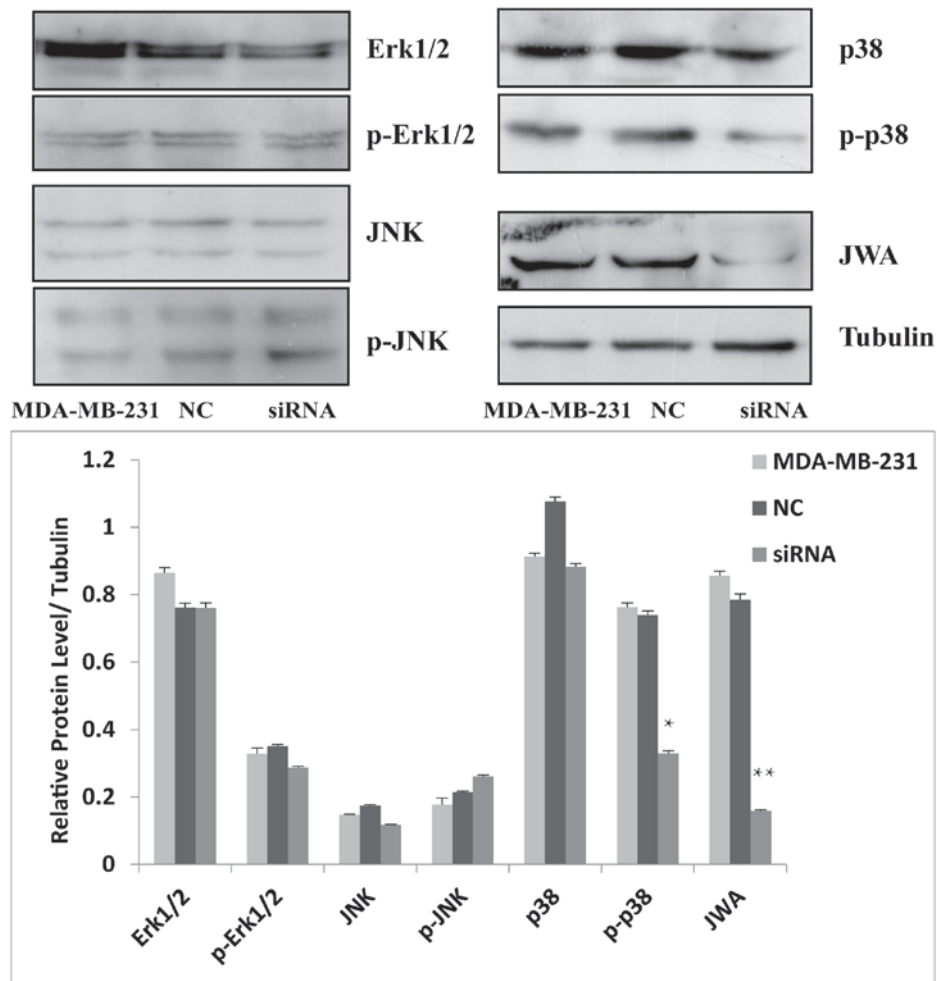 Erk1/2
p-Erk1/2
JNK
p-JNK
MDA-MB-231 NC siRNA
p38
p-p38
JWA
Tubulin
MDA-MB-231 NC siRNA
Relative Protein Level/ Tubulin
1.2
1
0.8
0.6
0.4
0.2
0
MDA-MB-231
NC
siRNA
*
**
Erk1/2 p-Erk1/2 JNK p-JNK p38 p-p38 JWA